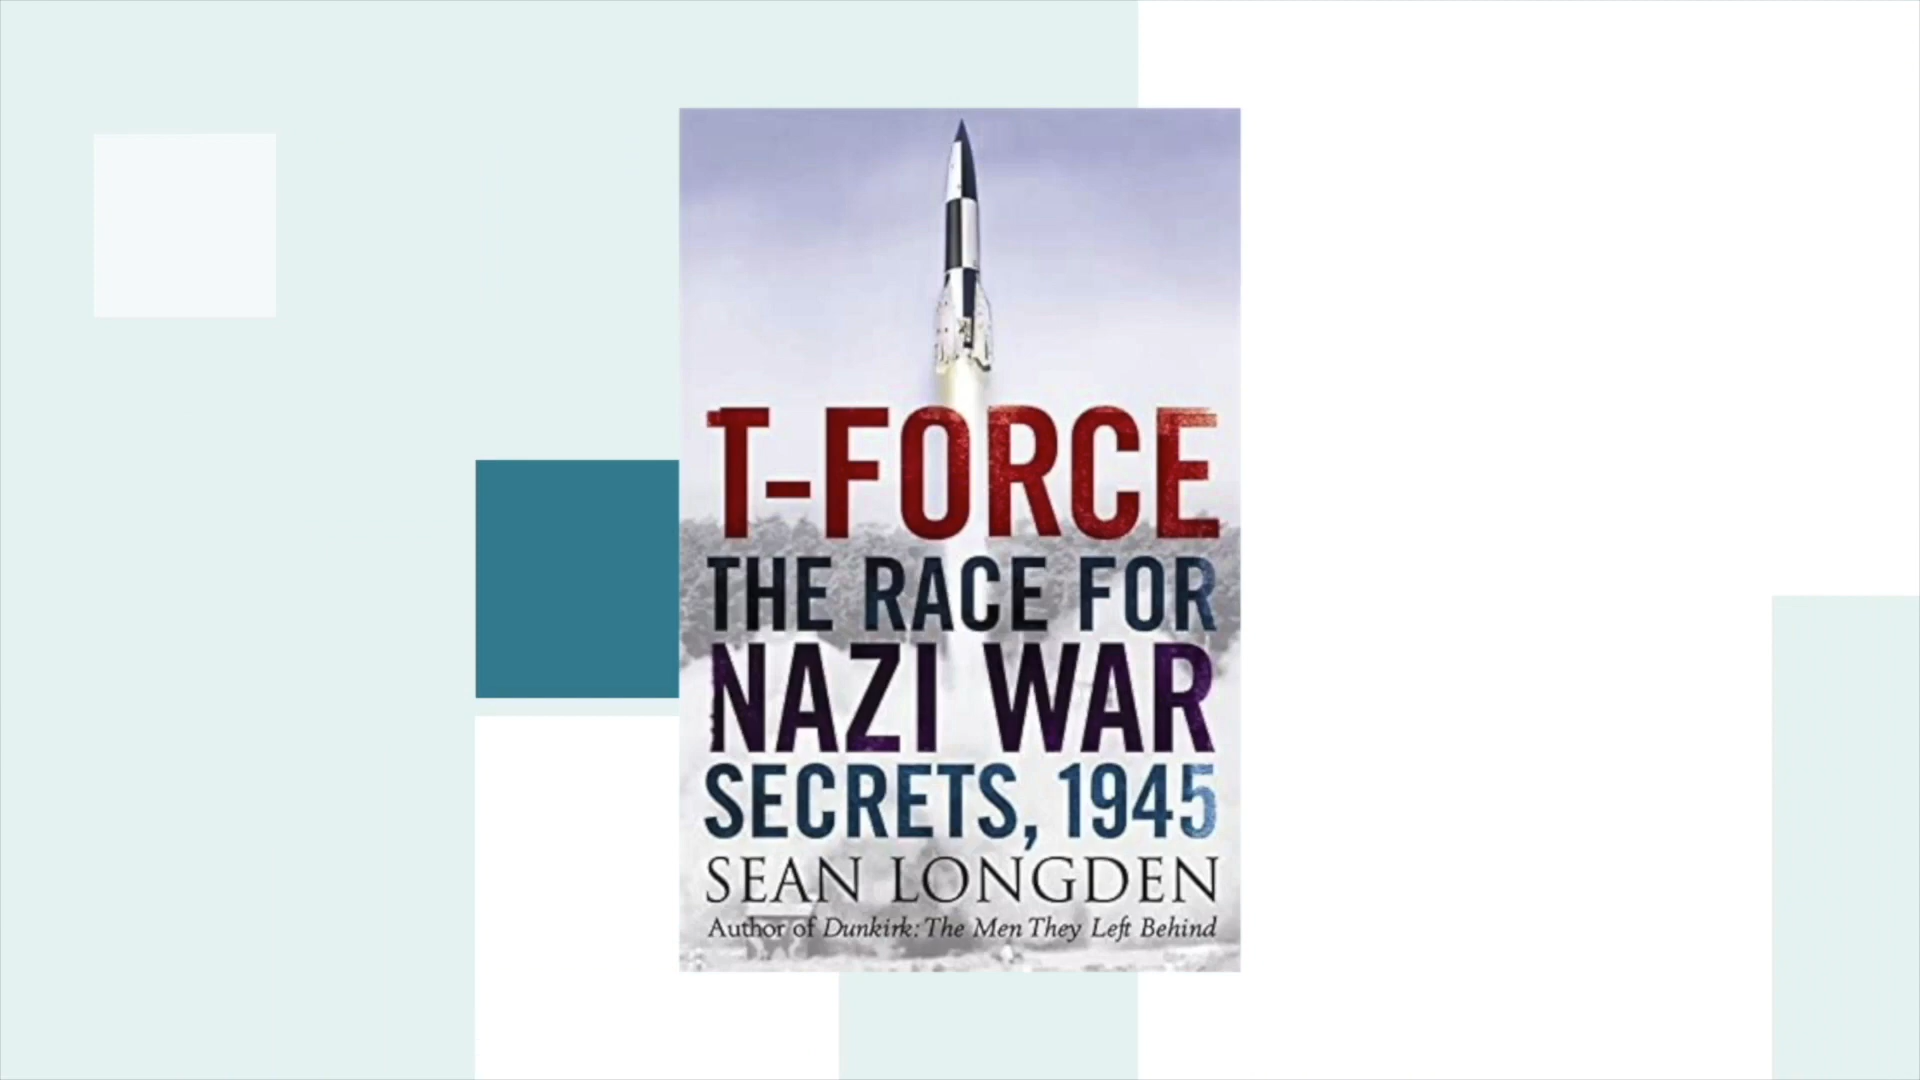 T-FORCE
THE RACE FOR
NAZI WAR
SECRETS, 1945
SEAN LONGDEN
Author of Dunkirk: The Men They Left Behind